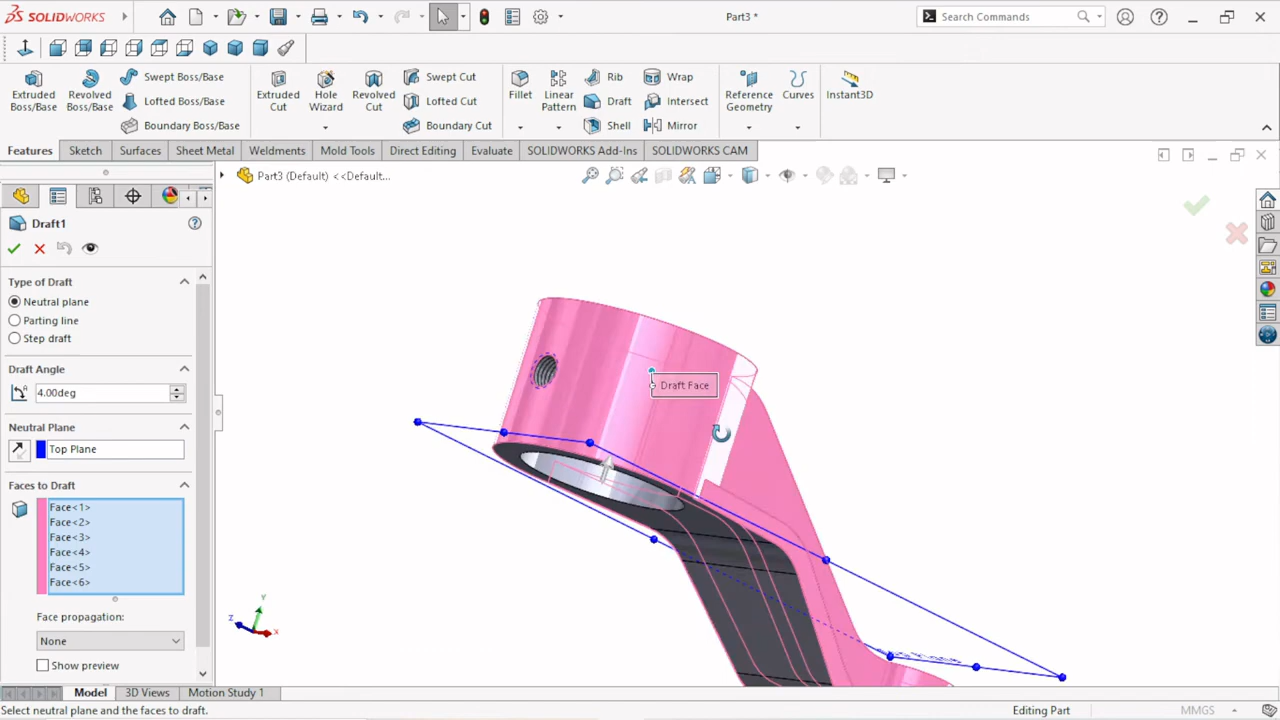 SOLIDWORKS
Part3 *
Search Commands
Extruded Boss/Base
Revolved Boss/Base
Swept Boss/Base
Lofted Boss/Base
Boundary Boss/Base
Extruded Cut
Hole Wizard
Revolved Cut
Swept Cut
Lofted Cut
Boundary Cut
Fillet
Linear Pattern
Rib
Draft
Shell
Wrap
Intersect
Mirror
Reference Geometry
Curves
Instant3D
Features
Sketch
Surfaces
Sheet Metal
Weldments
Mold Tools
Direct Editing
Evaluate
SOLIDWORKS Add-Ins
SOLIDWORKS CAM
Part3 (Default) <<Default...
Draft1
Type of Draft
Neutral plane
Parting line
Step draft
Draft Angle
4.00deg
Neutral Plane
Top Plane
Faces to Draft
Face<1>
Face<2>
Face<3>
Face<4>
Face<5>
Face<6>
Face propagation:
None
Show preview
Draft Face
Y
Z
X
Model
3D Views
Motion Study 1
Select neutral plane and the faces to draft.
Editing Part
MMGS